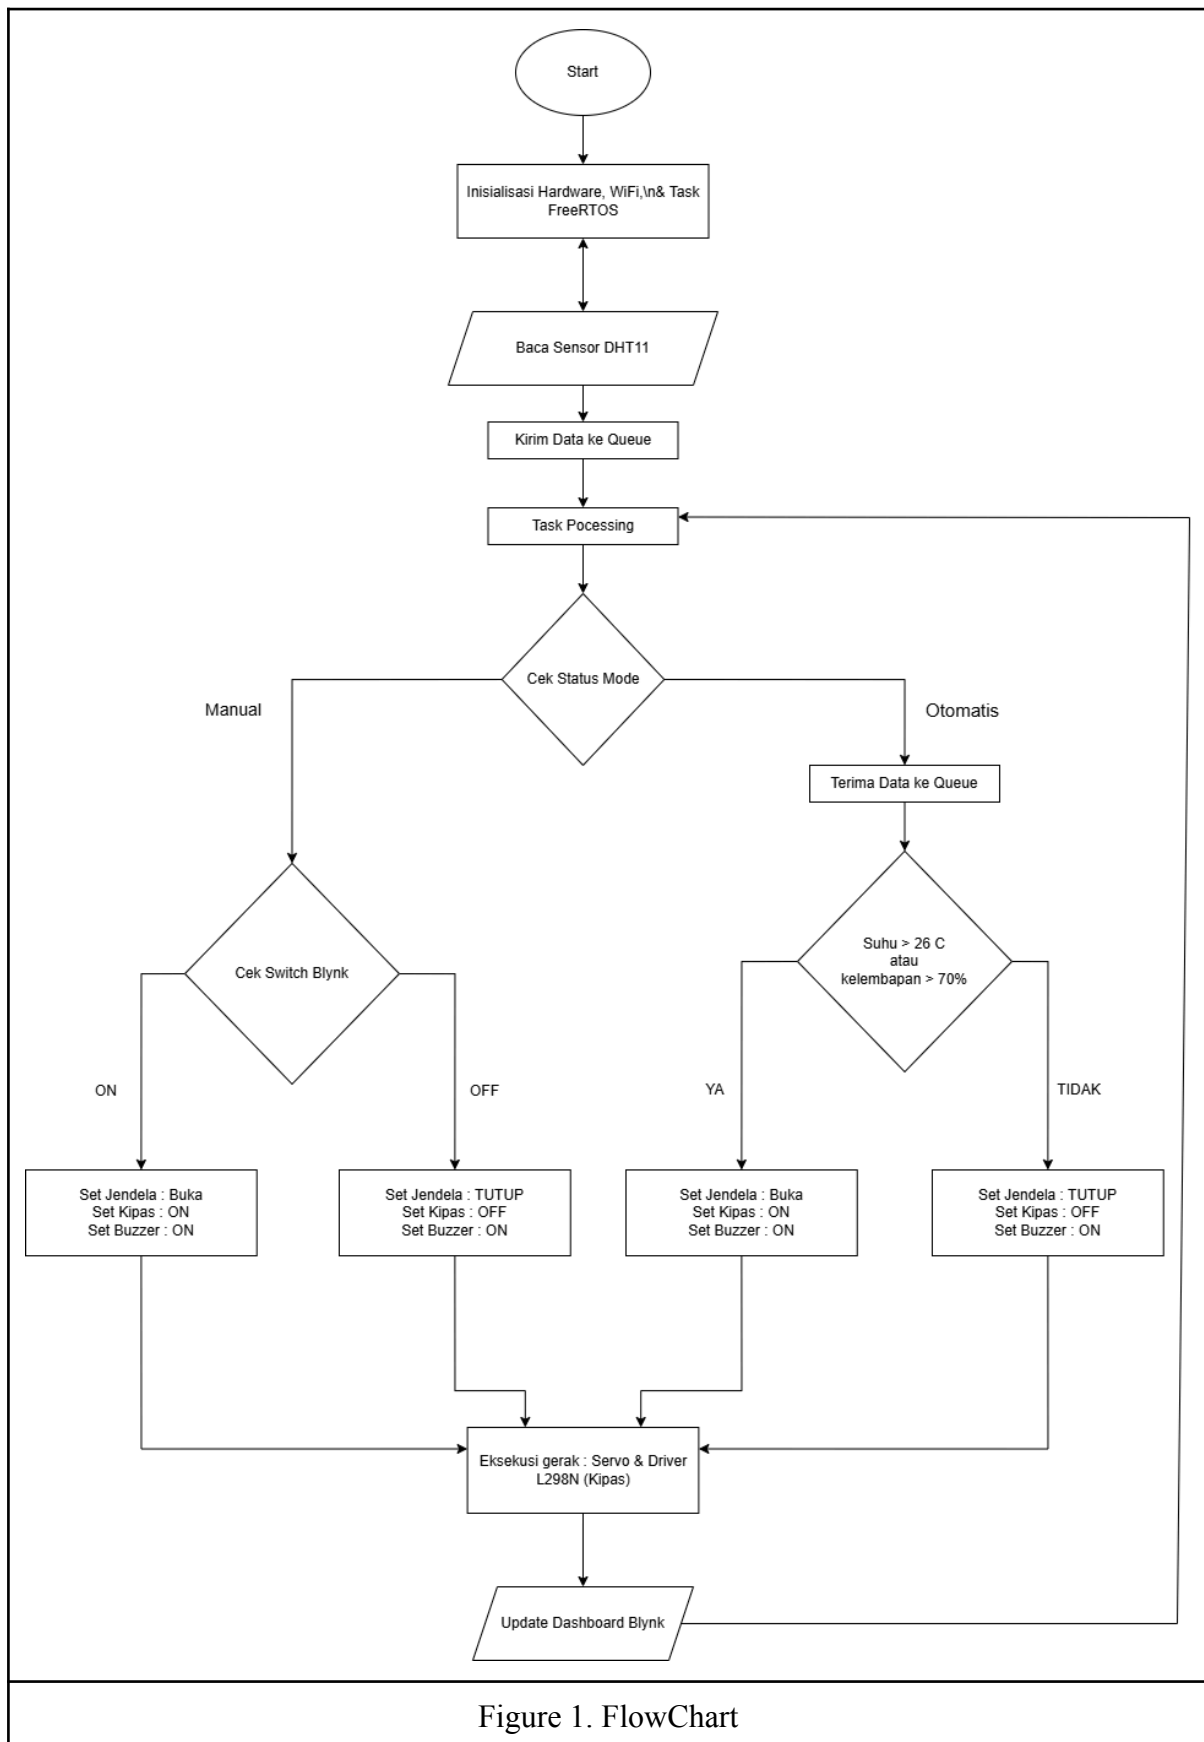 Start
Inisialisasi Hardware, WiFi,\n& Task
FreeRTOS
Baca Sensor DHT11
Kirim Data ke Queue
Task Pocessing
Cek Status Mode
Manual
Otomatis
Terima Data ke Queue
Suhu > 26 C
atau
kelembapan > 70%
Cek Switch Blynk
ON
OFF
YA
TIDAK
Set Jendela : Buka
Set Kipas : ON
Set Buzzer : ON
Set Jendela : TUTUP
Set Kipas : OFF
Set Buzzer : ON
Set Jendela : Buka
Set Kipas : ON
Set Buzzer : ON
Set Jendela : TUTUP
Set Kipas : OFF
Set Buzzer : ON
Eksekusi gerak : Servo & Driver
L298N (Kipas)
Update Dashboard Blynk
Figure 1. FlowChart